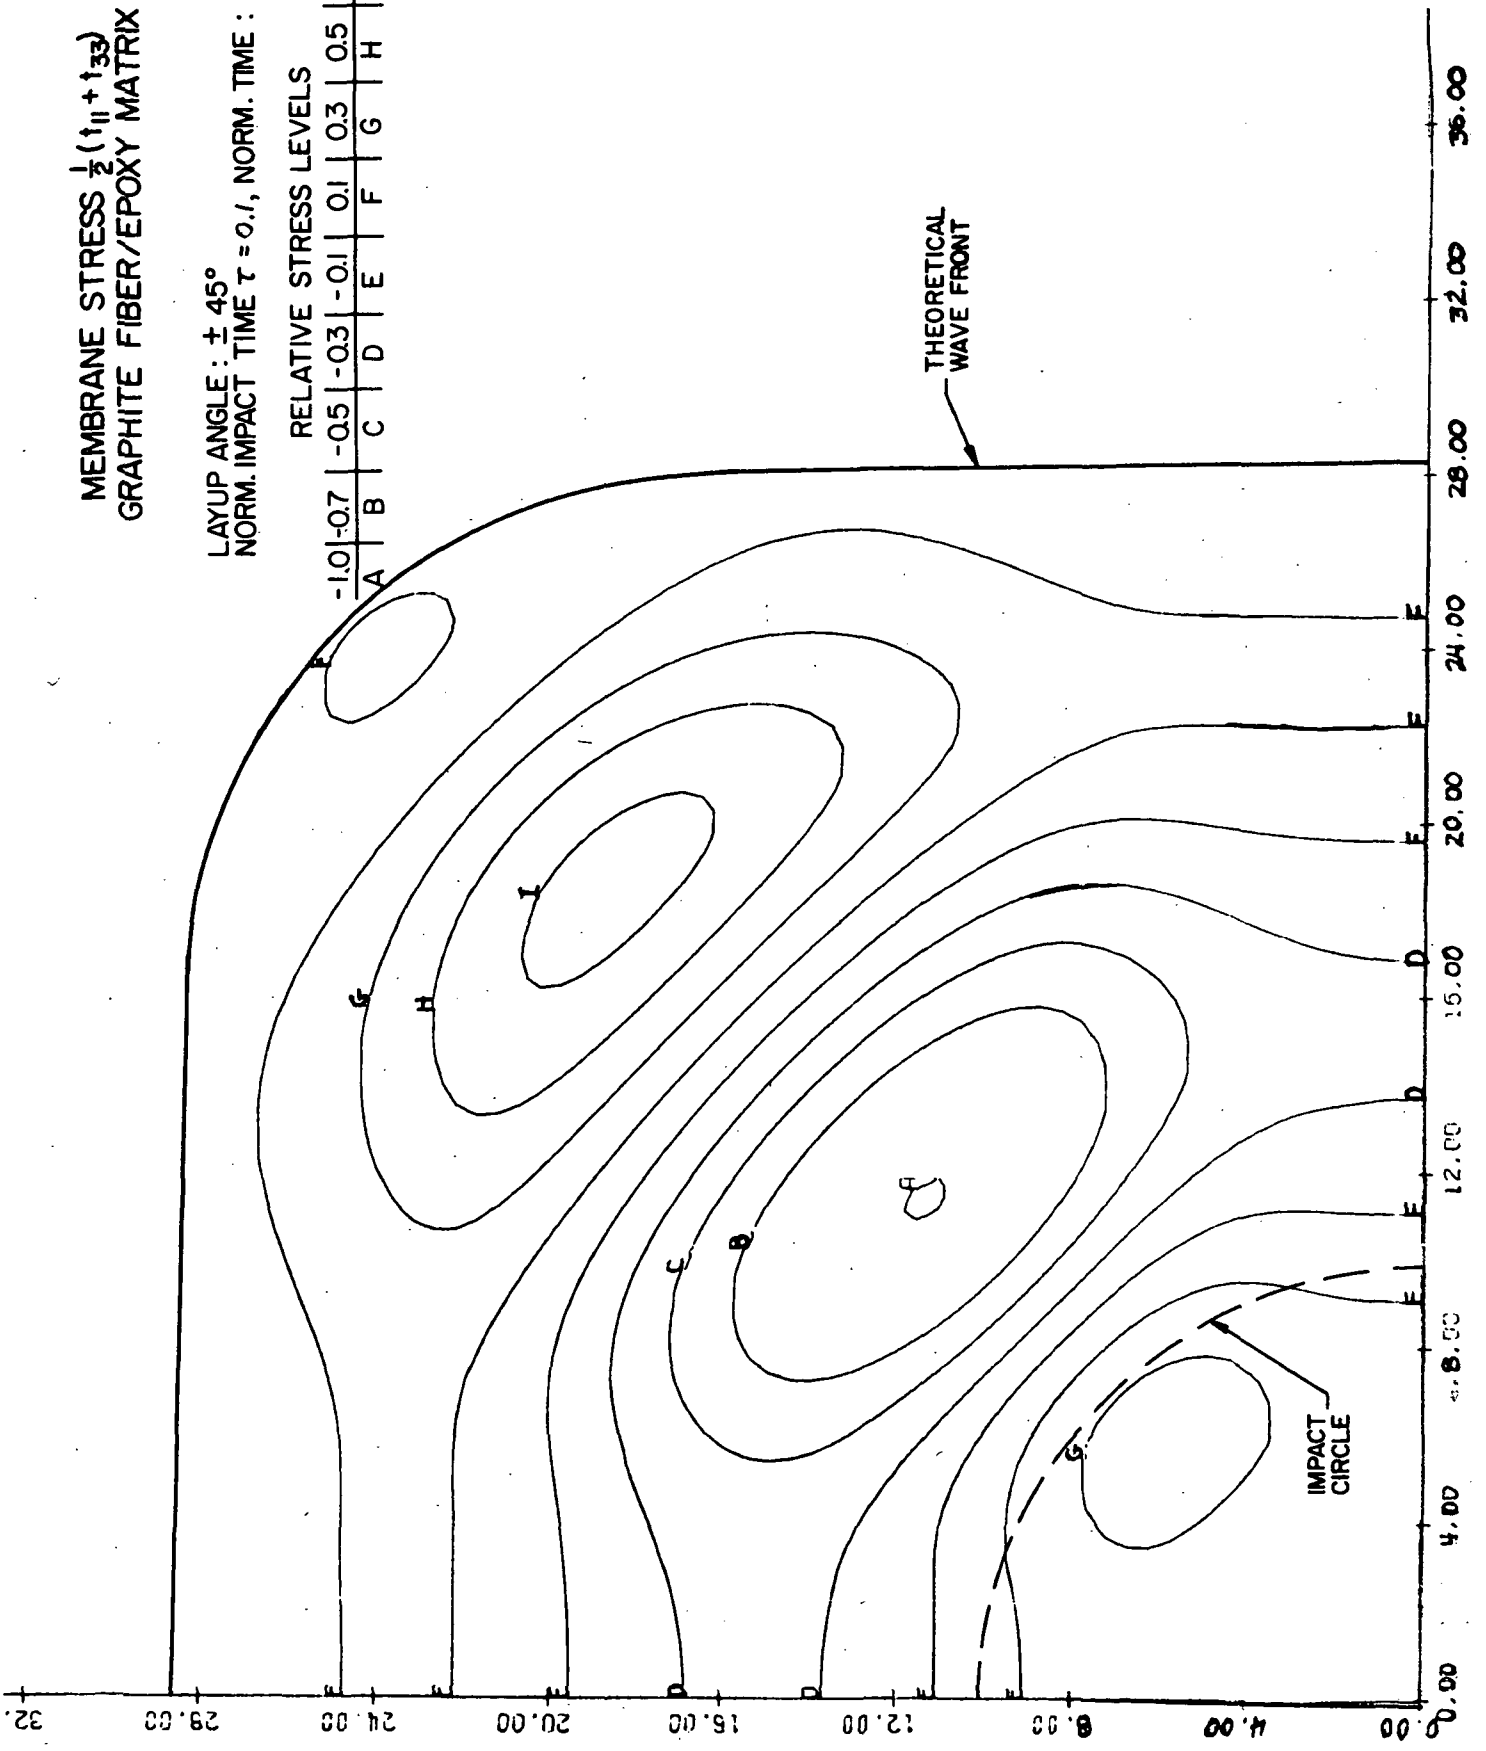 MEMBRANE STRESS ½ (t₁₁ + t₃₃)
GRAPHITE FIBER/EPOXY MATRIX
LAYUP ANGLE : ± 45°
NORM. IMPACT TIME τ = 0.1, NORM. TIME :
RELATIVE STRESS LEVELS
-1.0 | -0.7 | -0.5 | -0.3 | -0.1 | 0.1 | 0.3 | 0.5 |
A | B | C | D | E | F | G | H |
THEORETICAL
WAVE FRONT
IMPACT
CIRCLE
F
G
H
I
C
B
A
G
E
F
F
D
D
E
F
D
D
32.
28.00
24.00
20.00
16.00
12.00
8.00
4.00
0.00
0.00
4.00
8.00
12.00
20.00
24.00
28.00
32.00
36.00